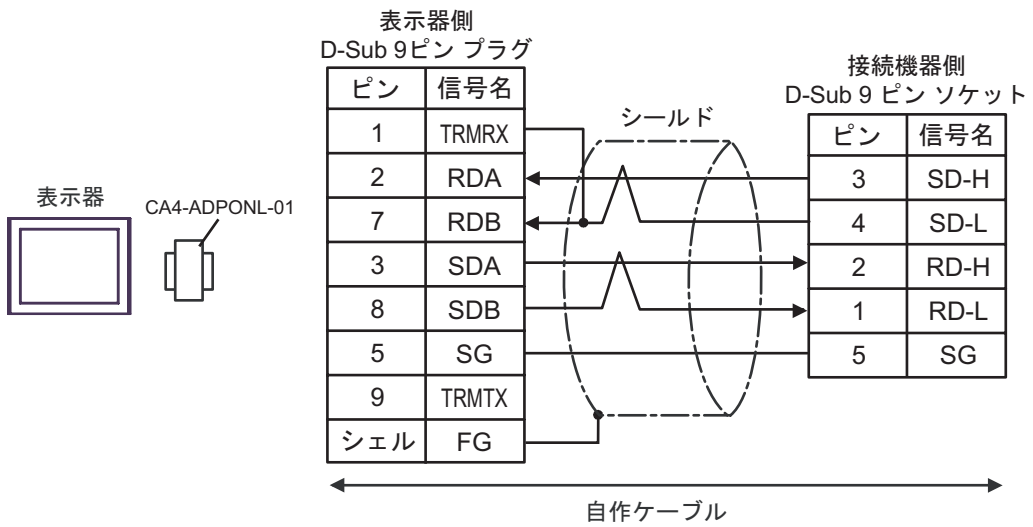 表示器側
D-Sub 9ピン プラグ
接続機器側
D-Sub 9 ピン ソケット
ピン 信号名
シールド
ピン 信号名
1 TRMRX
2 RDA
3 SD-H
表示器
CA4-ADPONL-01
7 RDB
4 SD-L
3 SDA
2 RD-H
8 SDB
1 RD-L
5 SG
5 SG
9 TRMTX
シェル FG
自作ケーブル